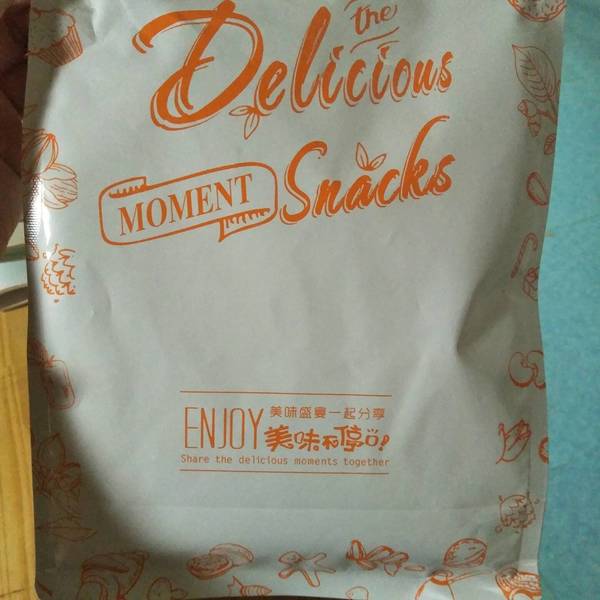 the
Delicious
MOMENT Snacks
ENJOY 美味盛宴一起分享
美味不停口!
Share the delicious moments together